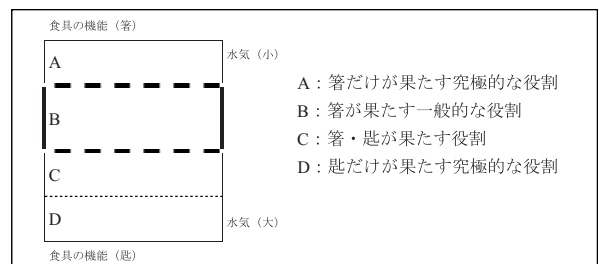 食具の機能（箸）
水気（小）
A
B
C
D
A：箸だけが果たす究極的な役割
B：箸が果たす一般的な役割
C：箸・匙が果たす役割
D：匙だけが果たす究極的な役割
水気（大）
食具の機能（匙）